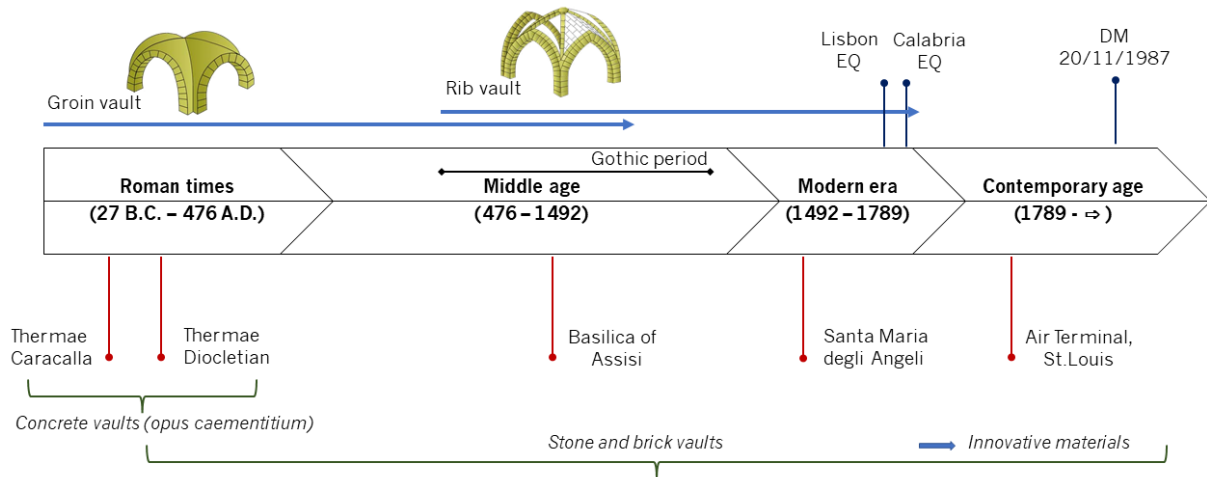 Groin vault
Rib vault
Lisbon
EQ
Calabria
EQ
DM
20/11/1987
Gothic period
Roman times
(27 B.C. – 476 A.D.)
Middle age
(476 – 1492)
Modern era
(1492 – 1789)
Contemporary age
(1789 - ⇨ )
Thermae
Caracalla
Thermae
Diocletian
Basilica of
Assisi
Santa Maria
degli Angeli
Air Terminal,
St.Louis
Concrete vaults (opus caementitium)
Stone and brick vaults
Innovative materials